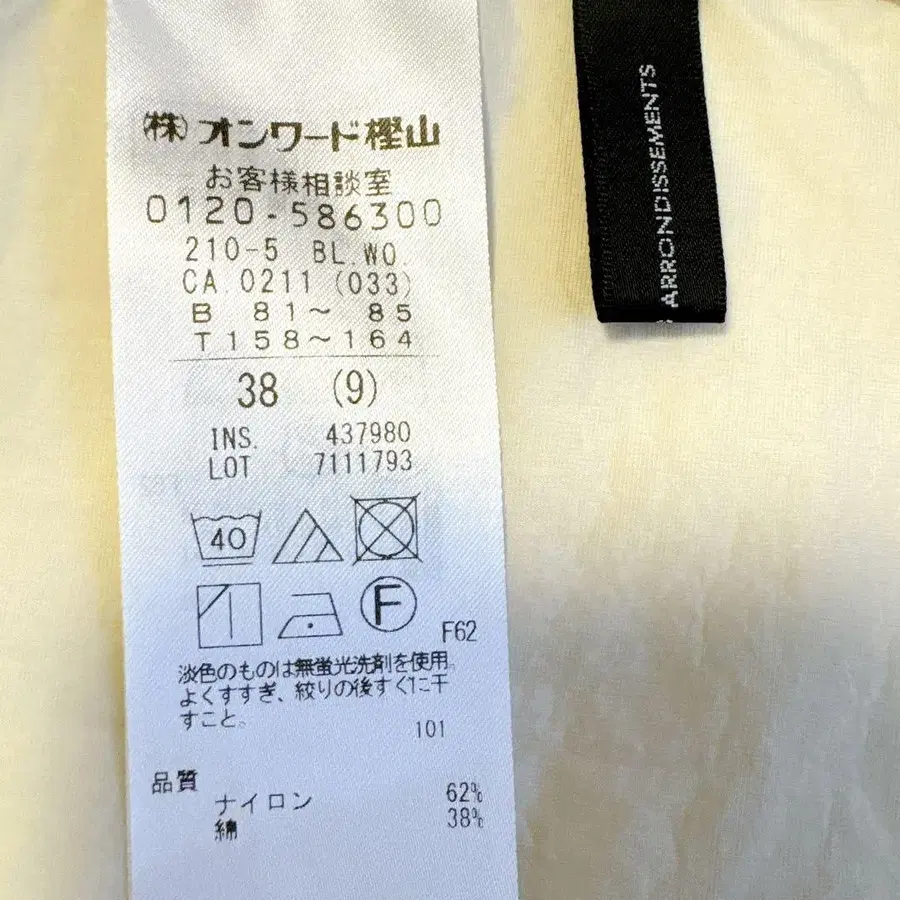 (株)オンワード樫山
お客様相談室
0120-586300
210-5 BL.WO.
CA.0211 (033)
B 81～ 85
T158～164
38 (9)
INS. 437980
LOT 7111793
40
F
F62
淡色のものは無蛍光洗剤を使用。
よくすすぎ、絞りの後すぐに干
すこと。
101
品質
ナイロン 62%
綿 38%
ARRONDISSEMENTS